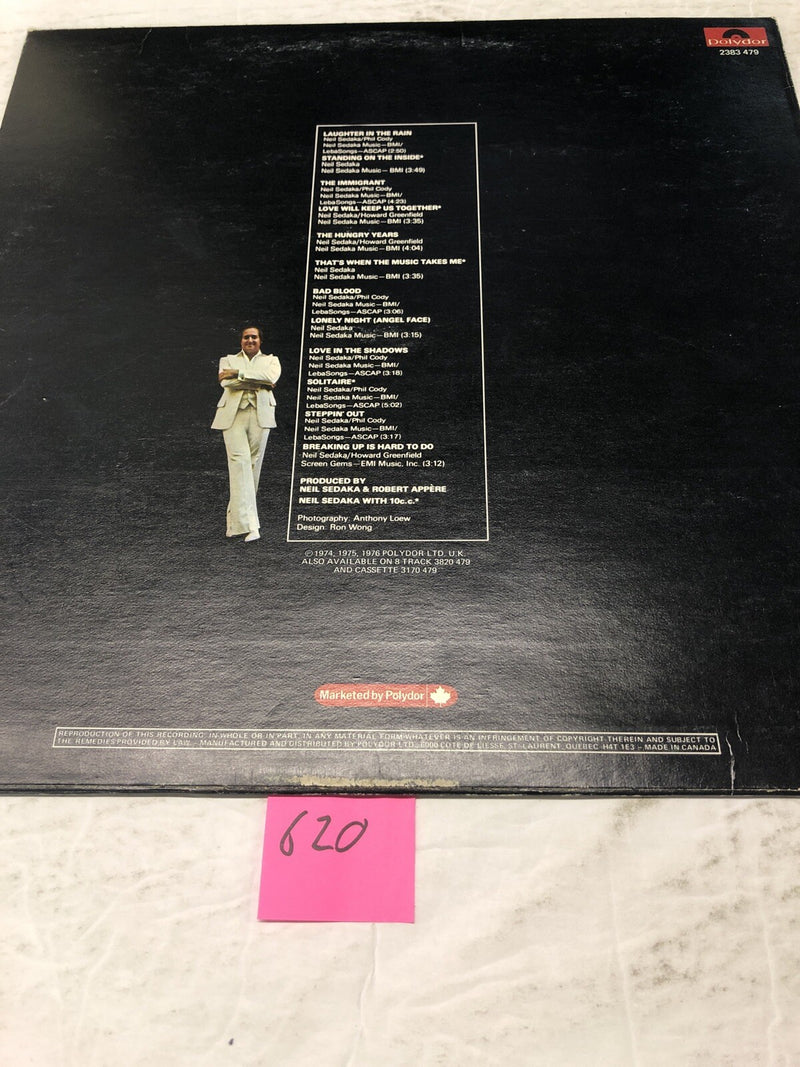 Polydor
2383 479
LAUGHTER IN THE RAIN
Neil Sedaka/Phil Cody
Neil Sedaka Music—BMI/
LebaSongs—ASCAP (2:50)
STANDING ON THE INSIDE*
Neil Sedaka
Neil Sedaka Music— BMI (3:49)
THE IMMIGRANT
Neil Sedaka/Phil Cody
Neil Sedaka Music—BMI/
LebaSongs—ASCAP (4:23)
LOVE WILL KEEP US TOGETHER*
Neil Sedaka/Howard Greenfield
Neil Sedaka Music—BMI (3:35)
THE HUNGRY YEARS
Neil Sedaka/Howard Greenfield
Neil Sedaka Music—BMI (4:04)
THAT'S WHEN THE MUSIC TAKES ME*
Neil Sedaka
Neil Sedaka Music—BMI (3:35)
BAD BLOOD
Neil Sedaka/Phil Cody
Neil Sedaka Music—BMI/
LebaSongs—ASCAP (3:06)
LONELY NIGHT (ANGEL FACE)
Neil Sedaka
Neil Sedaka Music—BMI (3:15)
LOVE IN THE SHADOWS
Neil Sedaka/Phil Cody
Neil Sedaka Music—BMI/
LebaSongs—ASCAP (3:18)
SOLITAIRE*
Neil Sedaka/Phil Cody
Neil Sedaka Music—BMI/
LebaSongs—ASCAP (5:02)
STEPPIN' OUT
Neil Sedaka/Phil Cody
Neil Sedaka Music—BMI/
LebaSongs—ASCAP (3:17)
BREAKING UP IS HARD TO DO
Neil Sedaka/Howard Greenfield
Screen Gems—EMI Music, Inc. (3:12)
PRODUCED BY
NEIL SEDAKA & ROBERT APPÈRE
NEIL SEDAKA WITH 10c.c.*
Photography: Anthony Loew
Design: Ron Wong
℗ 1974, 1975, 1976 POLYDOR LTD. U.K.
ALSO AVAILABLE ON 8 TRACK 3820 479
AND CASSETTE 3170 479
Marketed by Polydor
REPRODUCTION OF THIS RECORDING, IN WHOLE OR IN PART, IN ANY MATERIAL FORM WHATEVER IS AN INFRINGEMENT OF COPYRIGHT THEREIN AND SUBJECT TO
THE REMEDIES PROVIDED BY LAW. – MANUFACTURED AND DISTRIBUTED BY POLYDOR LTD., 6000 COTE DE LIESSE, ST-LAURENT, QUEBEC H4T 1E3 – MADE IN CANADA
620